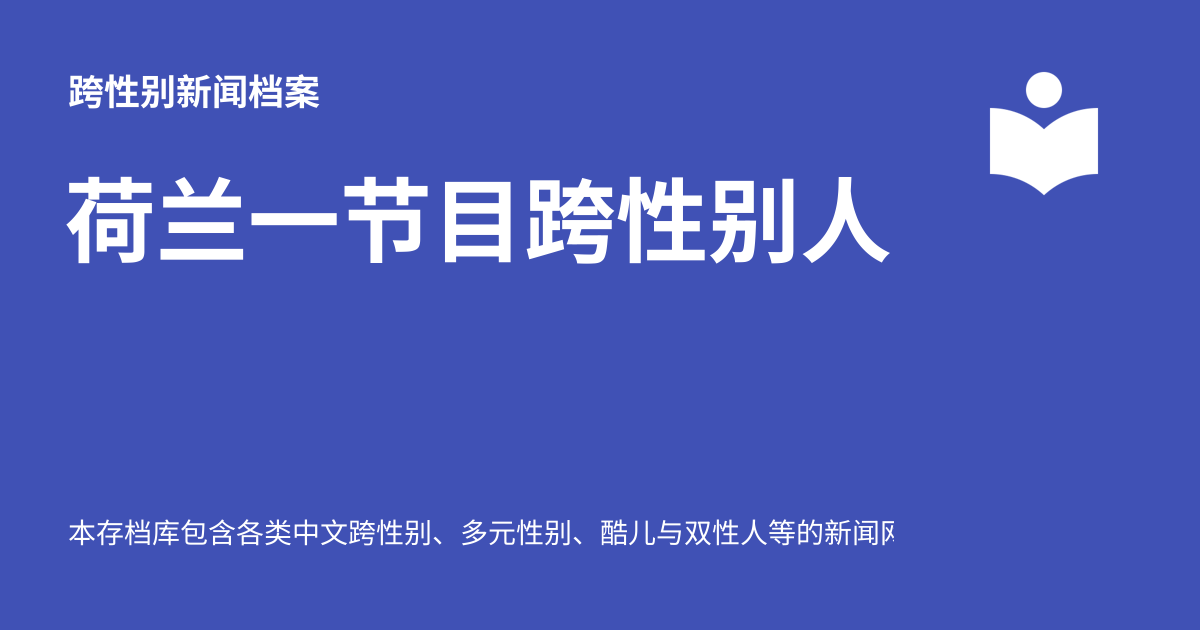 跨性别新闻档案
荷兰一节目跨性别人
本存档库包含各类中文跨性别、多元性别、酷儿与双性人等的新闻